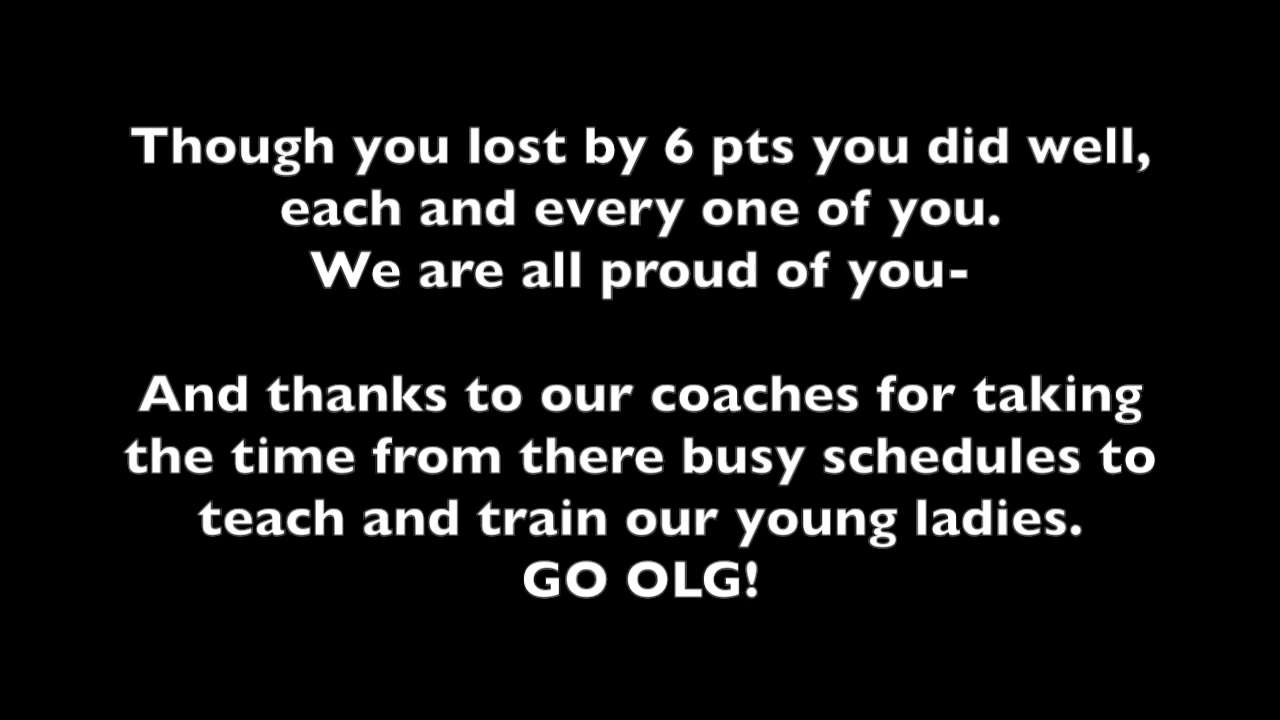 Though you lost by 6 pts you did well,
each and every one of you.
We are all proud of you-
And thanks to our coaches for taking
the time from there busy schedules to
teach and train our young ladies.
GO OLG!